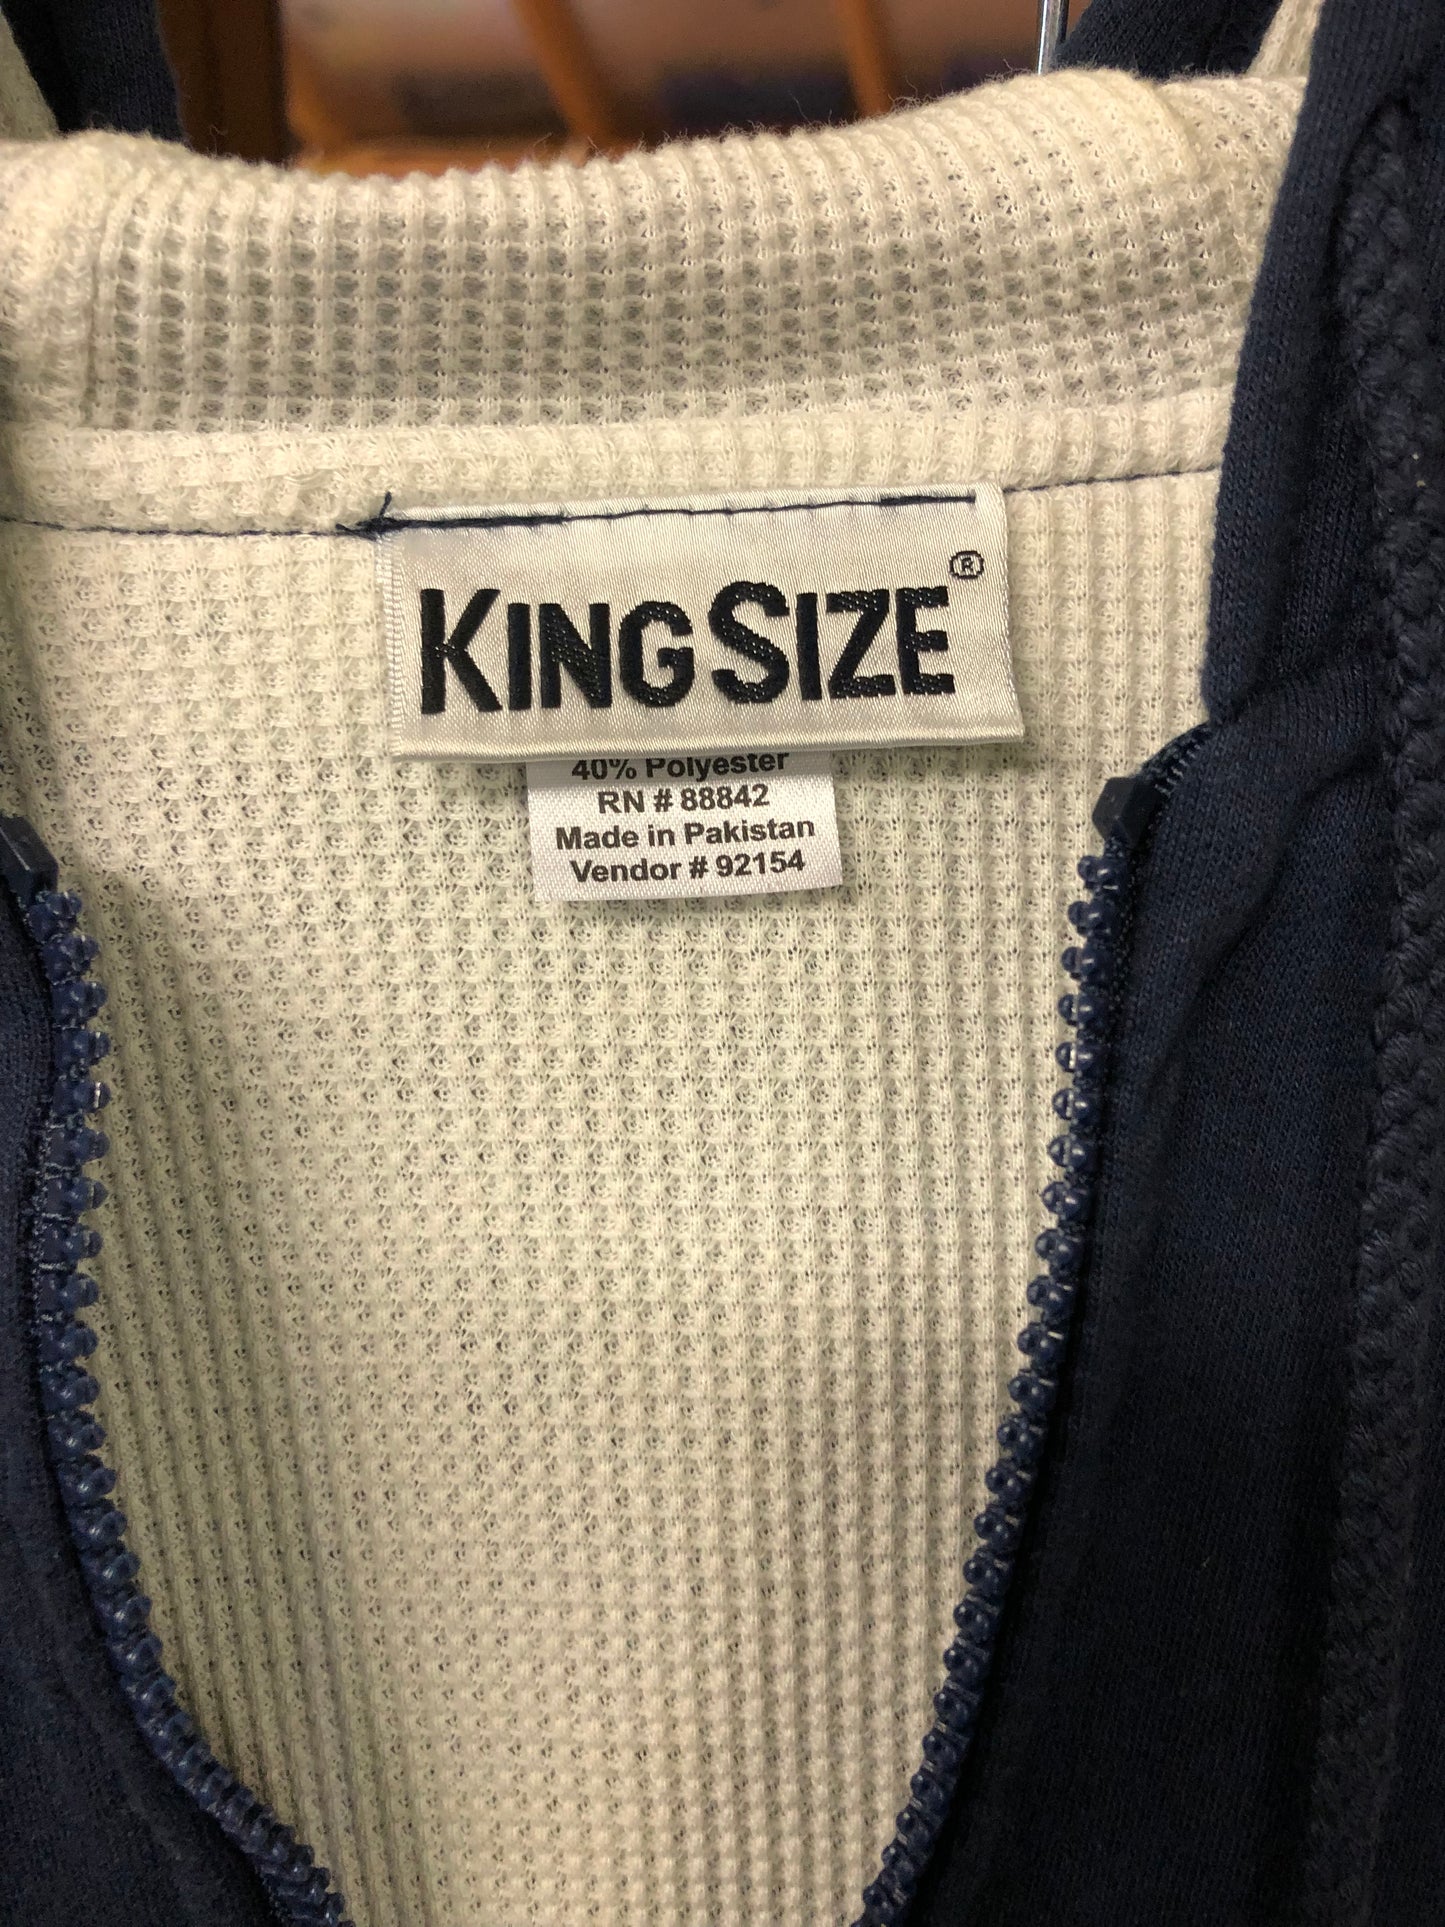 KINGSIZE®
40% Polyester
RN # 88842
Made in Pakistan
Vendor # 92154